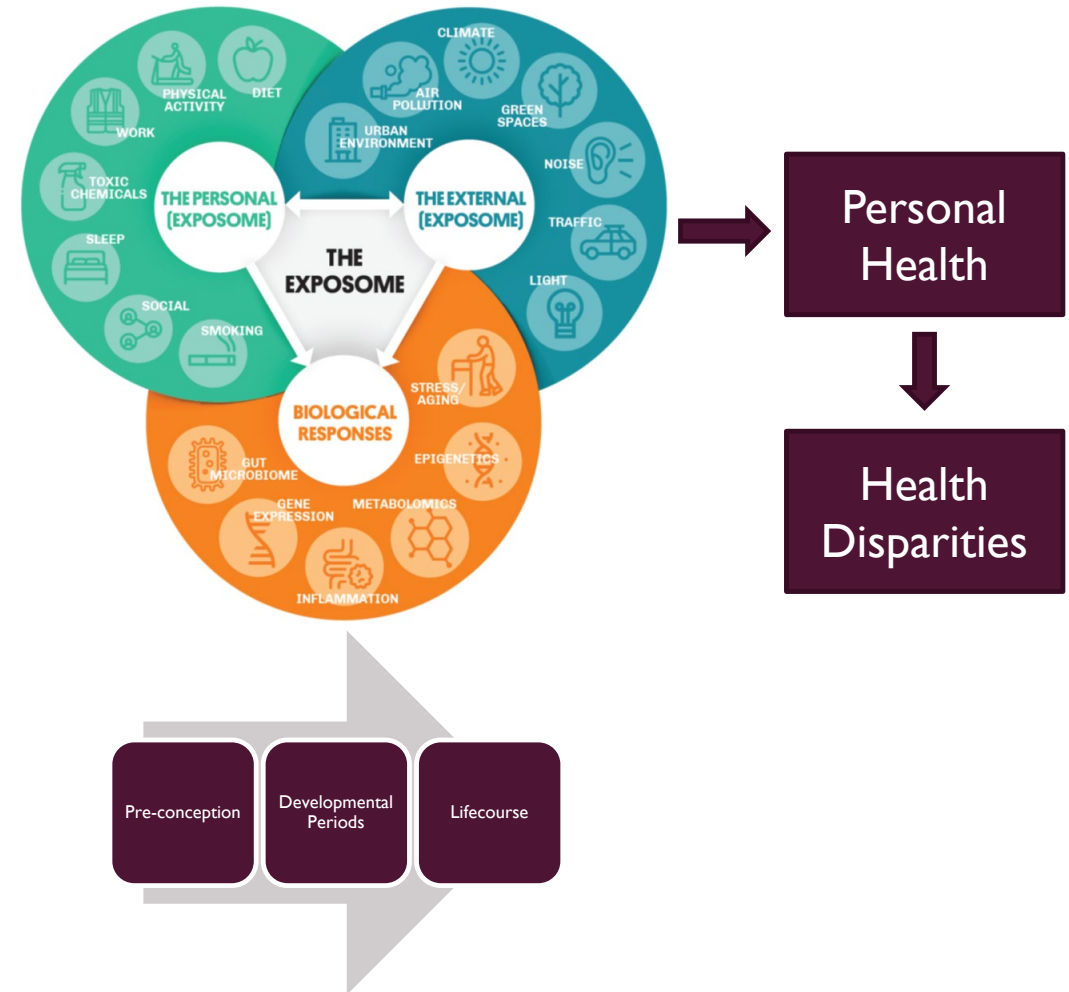 DIET
PHYSICAL
ACTIVITY
WORK
TOXIC
CHEMICALS
SLEEP
SOCIAL
SMOKING
THE PERSONAL
(EXPOSOME)
CLIMATE
AIR
POLLUTION
GREEN
SPACES
URBAN
ENVIRONMENT
NOISE
TRAFFIC
LIGHT
THE EXTERNAL
(EXPOSOME)
THE
EXPOSOME
BIOLOGICAL
RESPONSES
STRESS/
AGING
EPIGENETICS
METABOLOMICS
INFLAMMATION
GENE
EXPRESSION
GUT
MICROBIOME
Personal
Health
Health
Disparities
Pre-conception
Developmental
Periods
Lifecourse